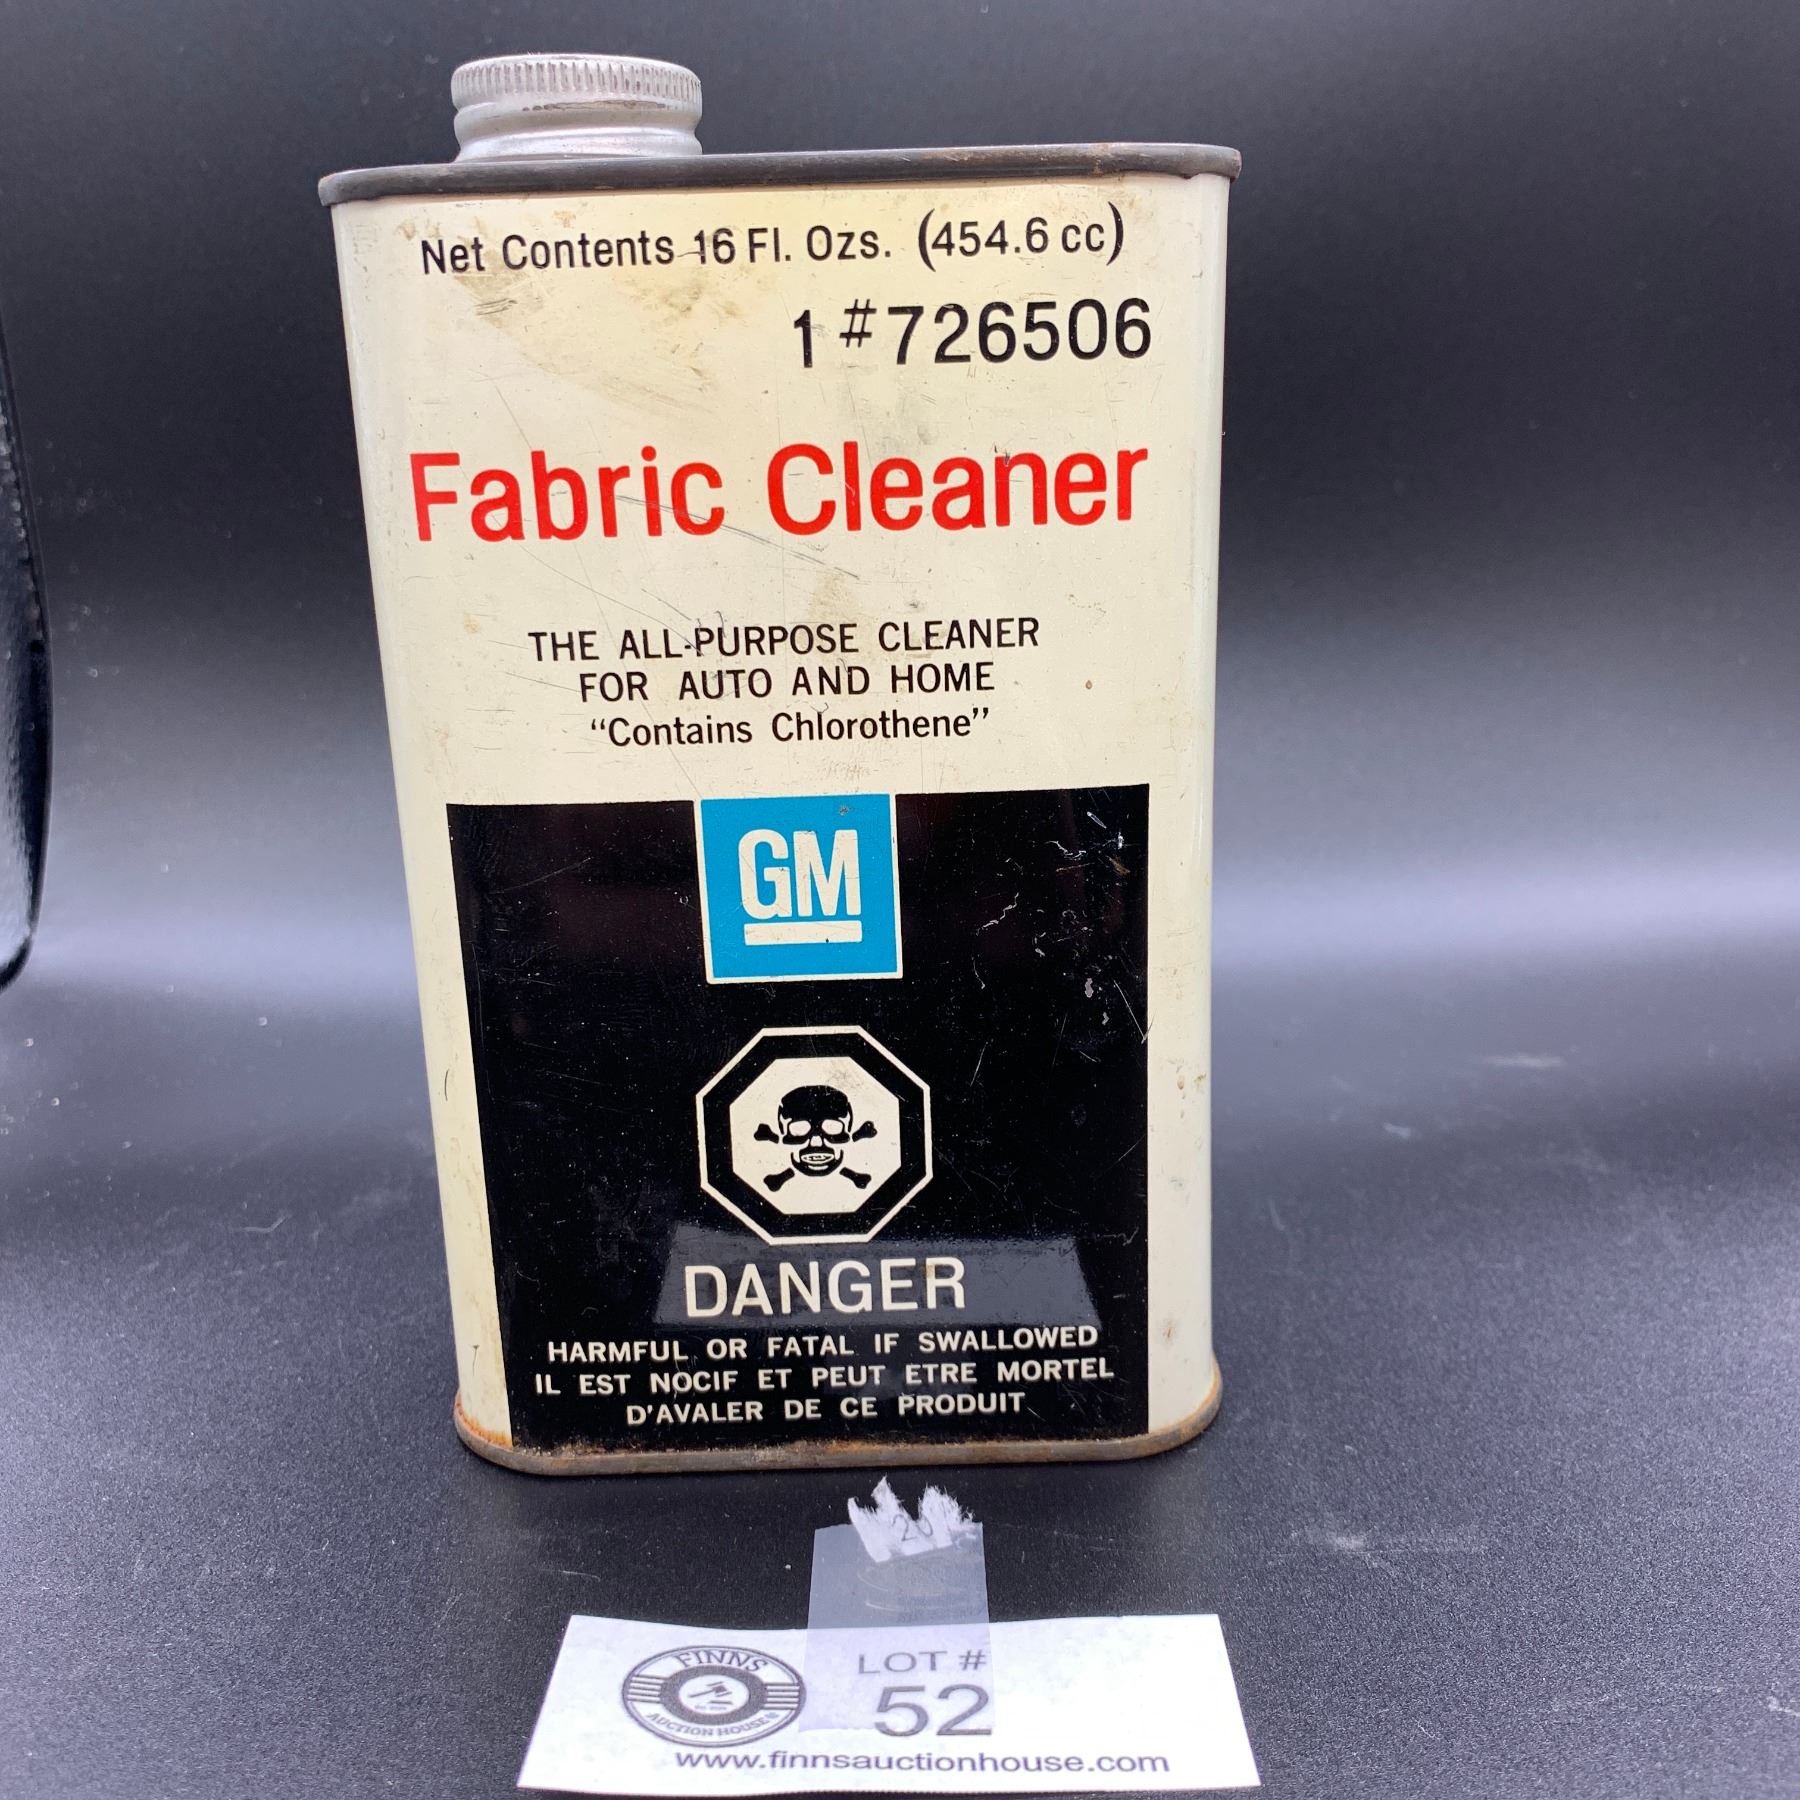 Net Contents 16 Fl. Ozs. (454.6 cc)
1 #726506
Fabric Cleaner
THE ALL-PURPOSE CLEANER
FOR AUTO AND HOME
“Contains Chlorothene”
GM
DANGER
HARMFUL OR FATAL IF SWALLOWED
IL EST NOCIF ET PEUT ETRE MORTEL
D'AVALER DE CE PRODUIT
20
FINNS
AUCTION HOUSE
LOT #
52
www.finnsauctionhouse.com